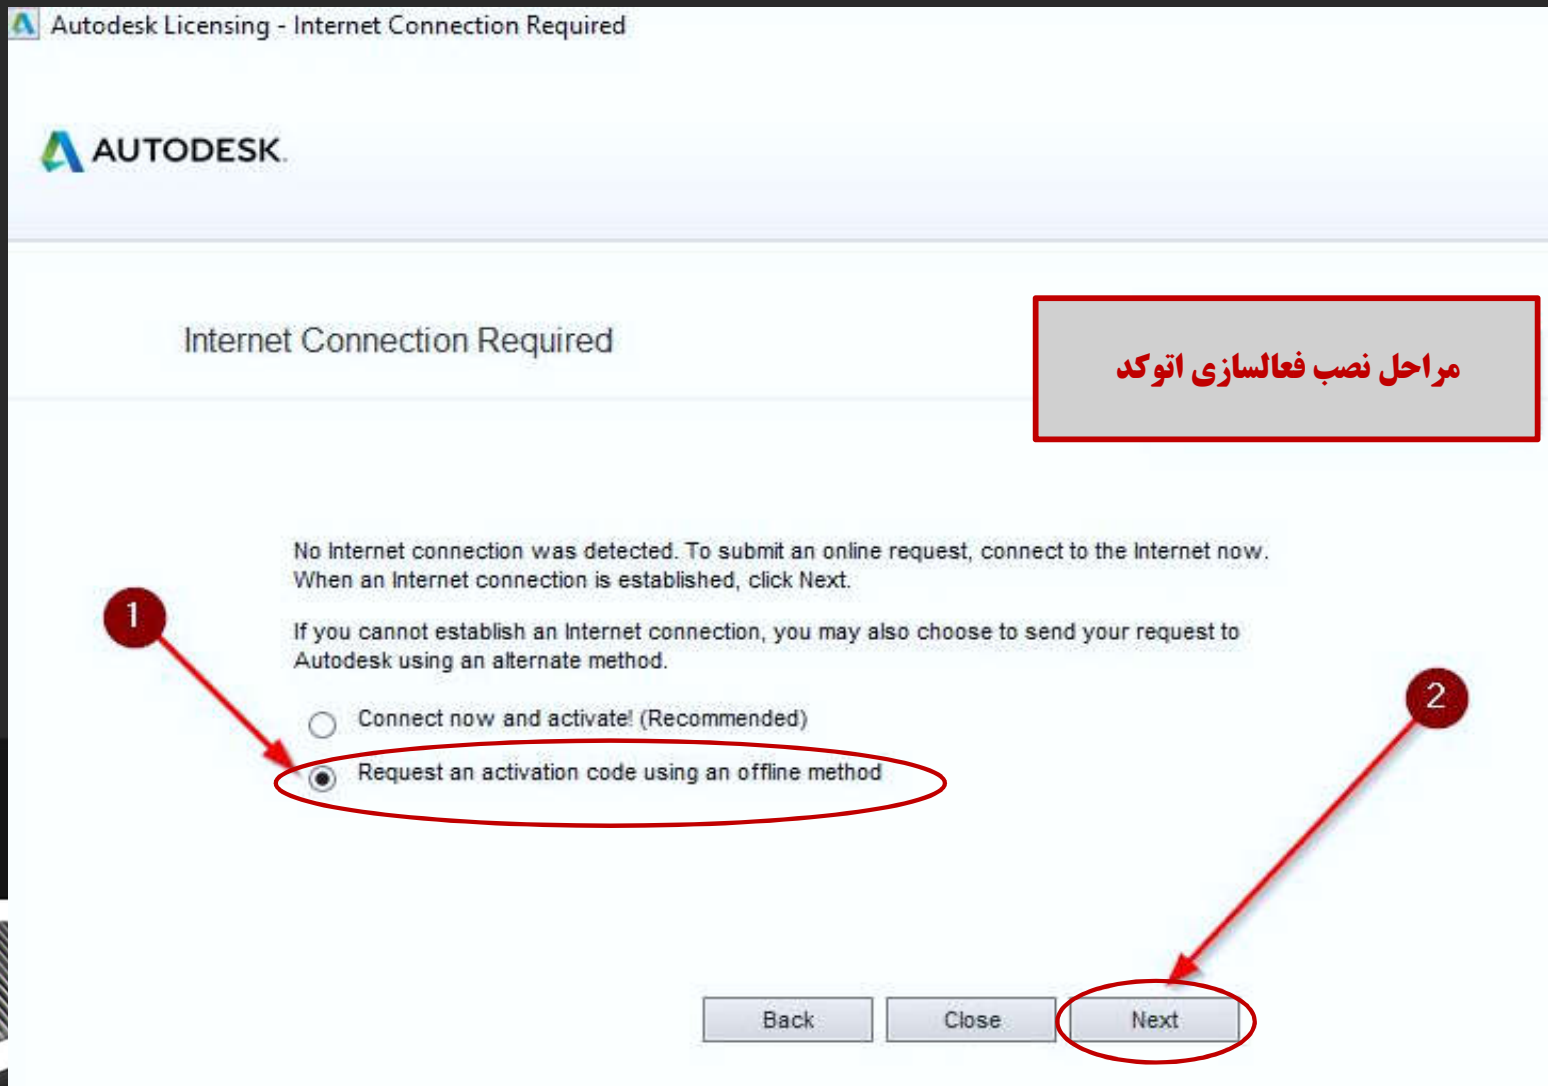 Autodesk Licensing - Internet Connection Required
AUTODESK.
Internet Connection Required
مراحل نصب فعالسازی اتوکد
No Internet connection was detected. To submit an online request, connect to the Internet now.
When an Internet connection is established, click Next.
If you cannot establish an Internet connection, you may also choose to send your request to
Autodesk using an alternate method.
1
Connect now and activate! (Recommended)
Request an activation code using an offline method
2
Back Close Next